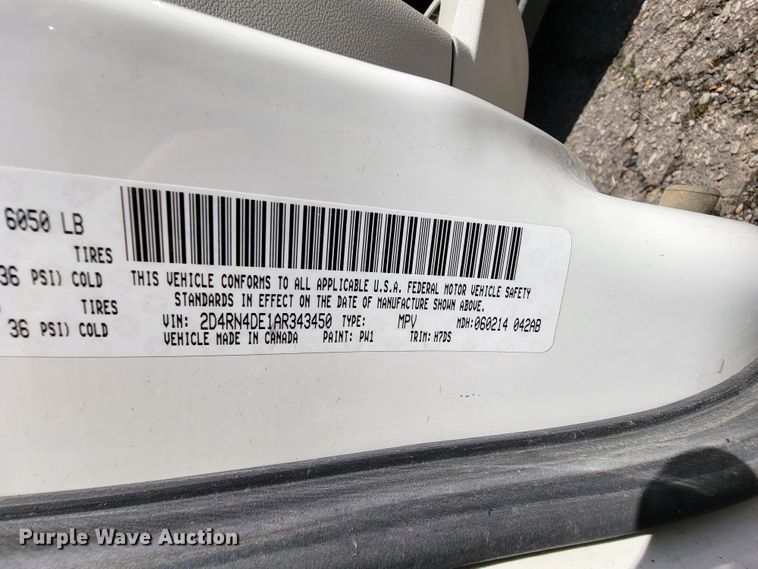 6050 LB
TIRES
36 PSI) COLD
TIRES
36 PSI) COLD
THIS VEHICLE CONFORMS TO ALL APPLICABLE U.S.A. FEDERAL MOTOR VEHICLE SAFETY
STANDARDS IN EFFECT ON THE DATE OF MANUFACTURE SHOWN ABOVE.
VIN: 2D4RN4DE1AR343450 TYPE: MPV MDH:060214 042AB
VEHICLE MADE IN CANADA PAINT: PW1 TRIM: H7DS
Purple Wave Auction